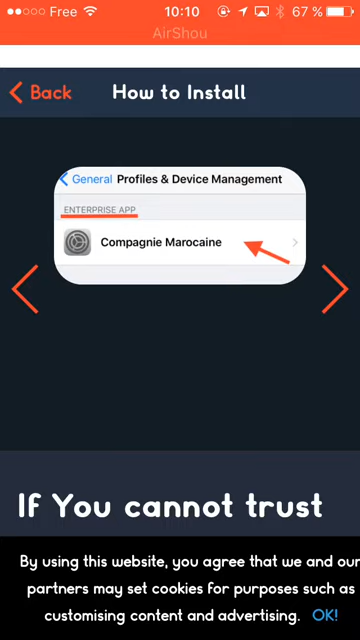 Free 10:10 67 %
AirShou
Back How to Install
General Profiles & Device Management
ENTERPRISE APP
Compagnie Marocaine
If You cannot trust
By using this website, you agree that we and our
partners may set cookies for purposes such as
customising content and advertising. OK!